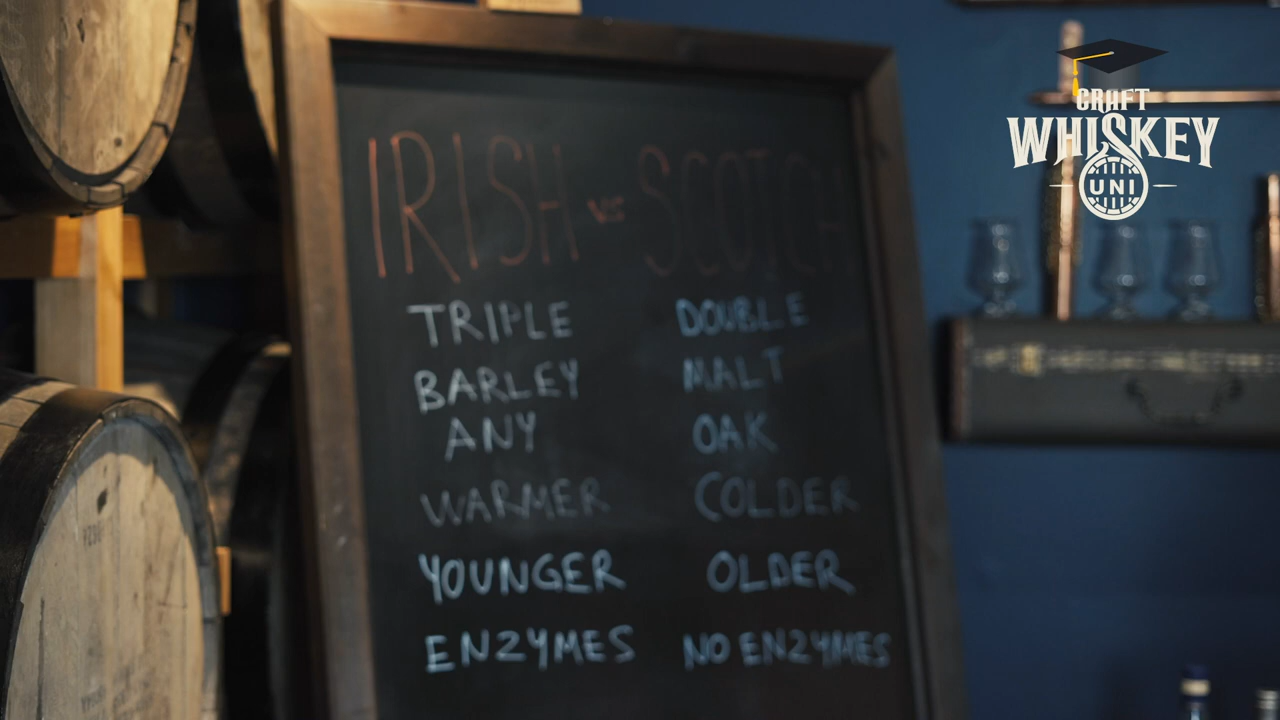 IRISH vs SCOTCH
TRIPLE DOUBLE
BARLEY MALT
ANY OAK
WARMER COLDER
YOUNGER OLDER
ENZYMES NO ENZYMES
CRAFT
WHISKEY
UNI